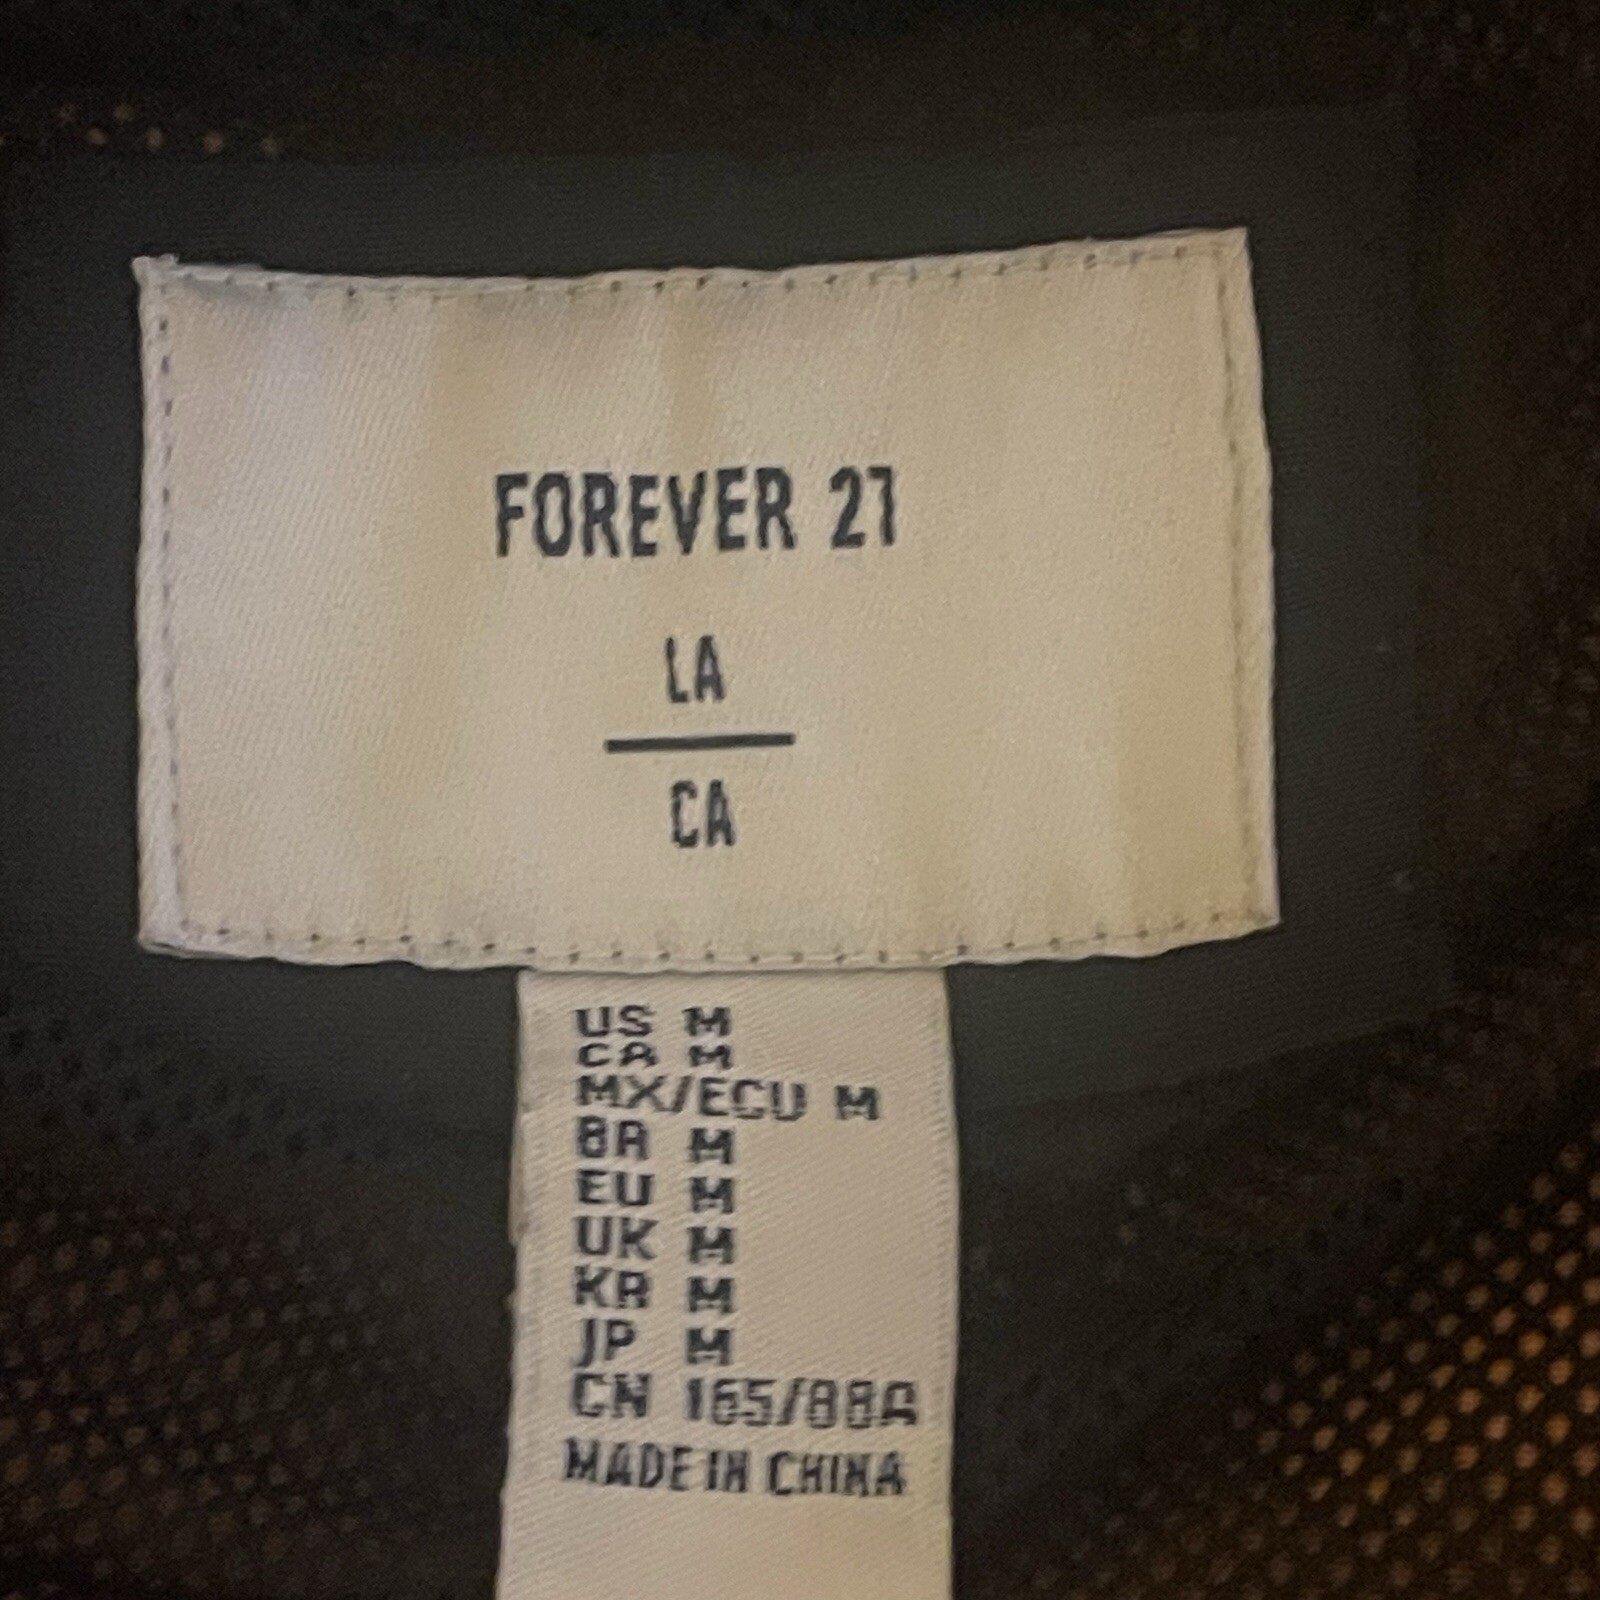 FOREVER 21
LA
CA
US M
CA M
MX/ECU M
BR M
EU M
UK M
KR M
JP M
CN 165/88A
MADE IN CHINA